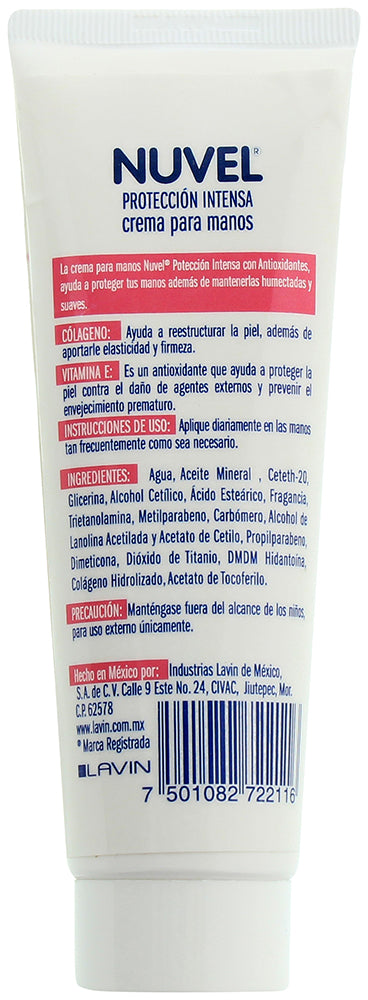 NUVEL®
PROTECCIÓN INTENSA
crema para manos
La crema para manos Nuvel® Potección Intensa con Antioxidantes,
ayuda a proteger tus manos además de mantenerlas humectadas y
suaves.
CÓLAGENO: Ayuda a reestructurar la piel, además de
aportarle elasticidad y firmeza.
VITAMINA E: Es un antioxidante que ayuda a proteger la
piel contra el daño de agentes externos y prevenir el
envejecimiento prematuro.
INSTRUCCIONES DE USO: Aplique diariamente en las manos
tan frecuentemente como sea necesario.
INGREDIENTES: Agua, Aceite Mineral , Ceteth-20,
Glicerina, Alcohol Cetílico, Ácido Esteárico, Fragancia,
Trietanolamina, Metilparabeno, Carbómero, Alcohol de
Lanolina Acetilada y Acetato de Cetilo, Propilparabeno,
Dimeticona, Dióxido de Titanio, DMDM Hidantoína,
Colágeno Hidrolizado, Acetato de Tocoferilo.
PRECAUCIÓN: Manténgase fuera del alcance de los niños,
para uso externo únicamente.
Hecho en México por: Industrias Lavin de México,
S.A. de C.V. Calle 9 Este No. 24, CIVAC, Jiutepec, Mor.
C.P. 62578
www.lavin.com.mx
® Marca Registrada
LAVIN
7 501082 722116